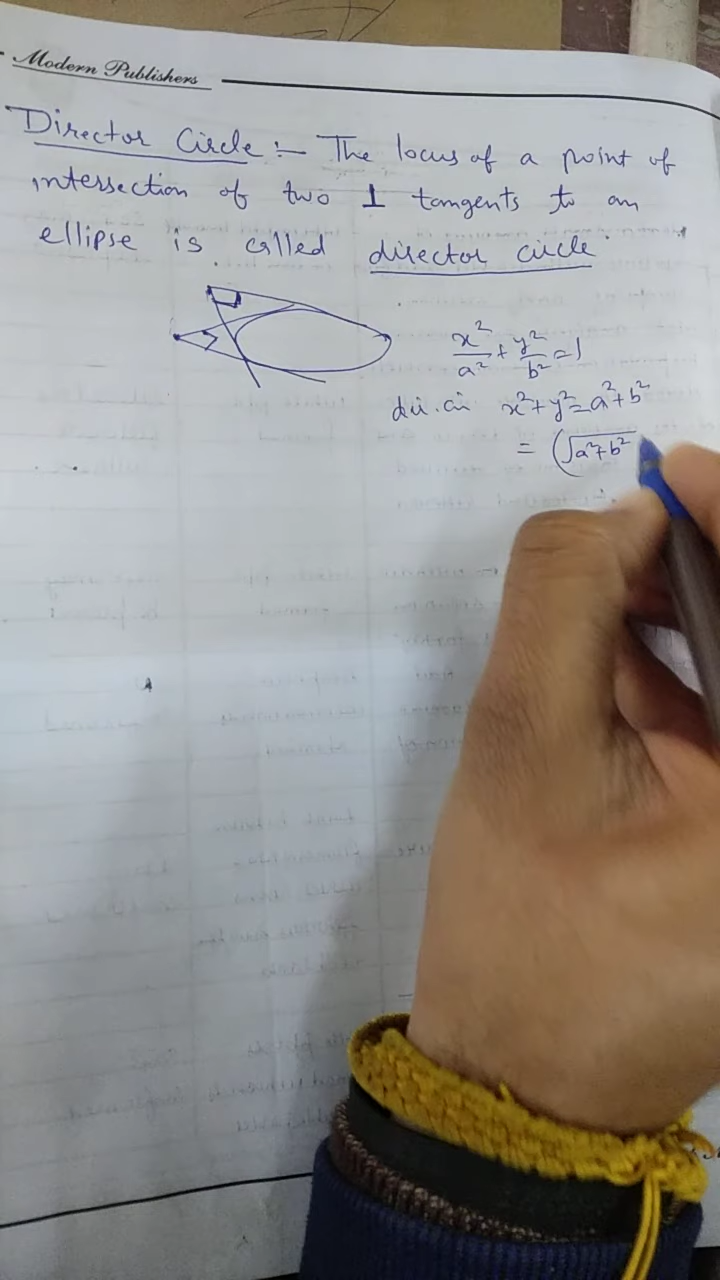 Modern Publishers
Director Circle :- The locus of a point of
intersection of two ⊥ tangents to an
ellipse is called director circle.
x²/a² + y²/b² = 1
dir. ci x² + y² = a² + b²
= (√a²+b²